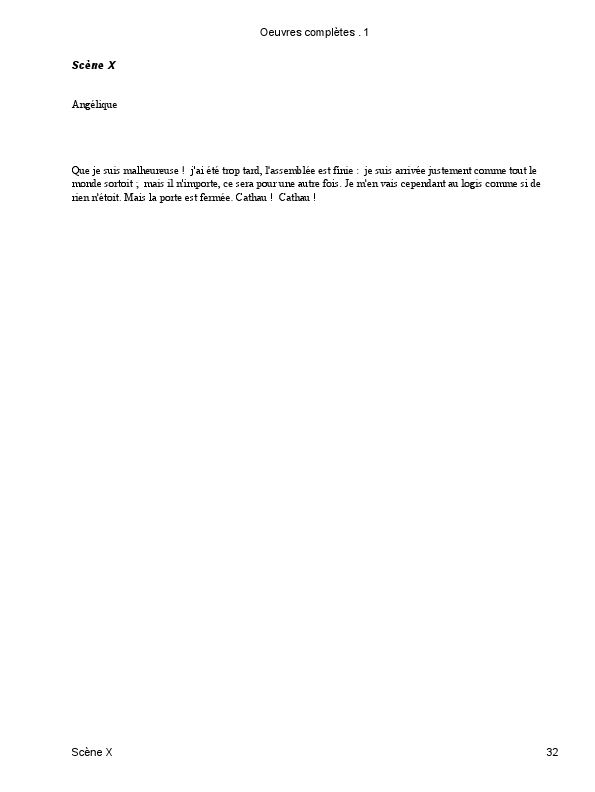 Oeuvres complètes . 1
Scène X
Angélique
Que je suis malheureuse !  j'ai été trop tard, l'assemblée est finie :  je suis arrivée justement comme tout le
monde sortoit ;  mais il n'importe, ce sera pour une autre fois. Je m'en vais cependant au logis comme si de
rien n'étoit. Mais la porte est fermée. Cathau !  Cathau !
Scène X
32